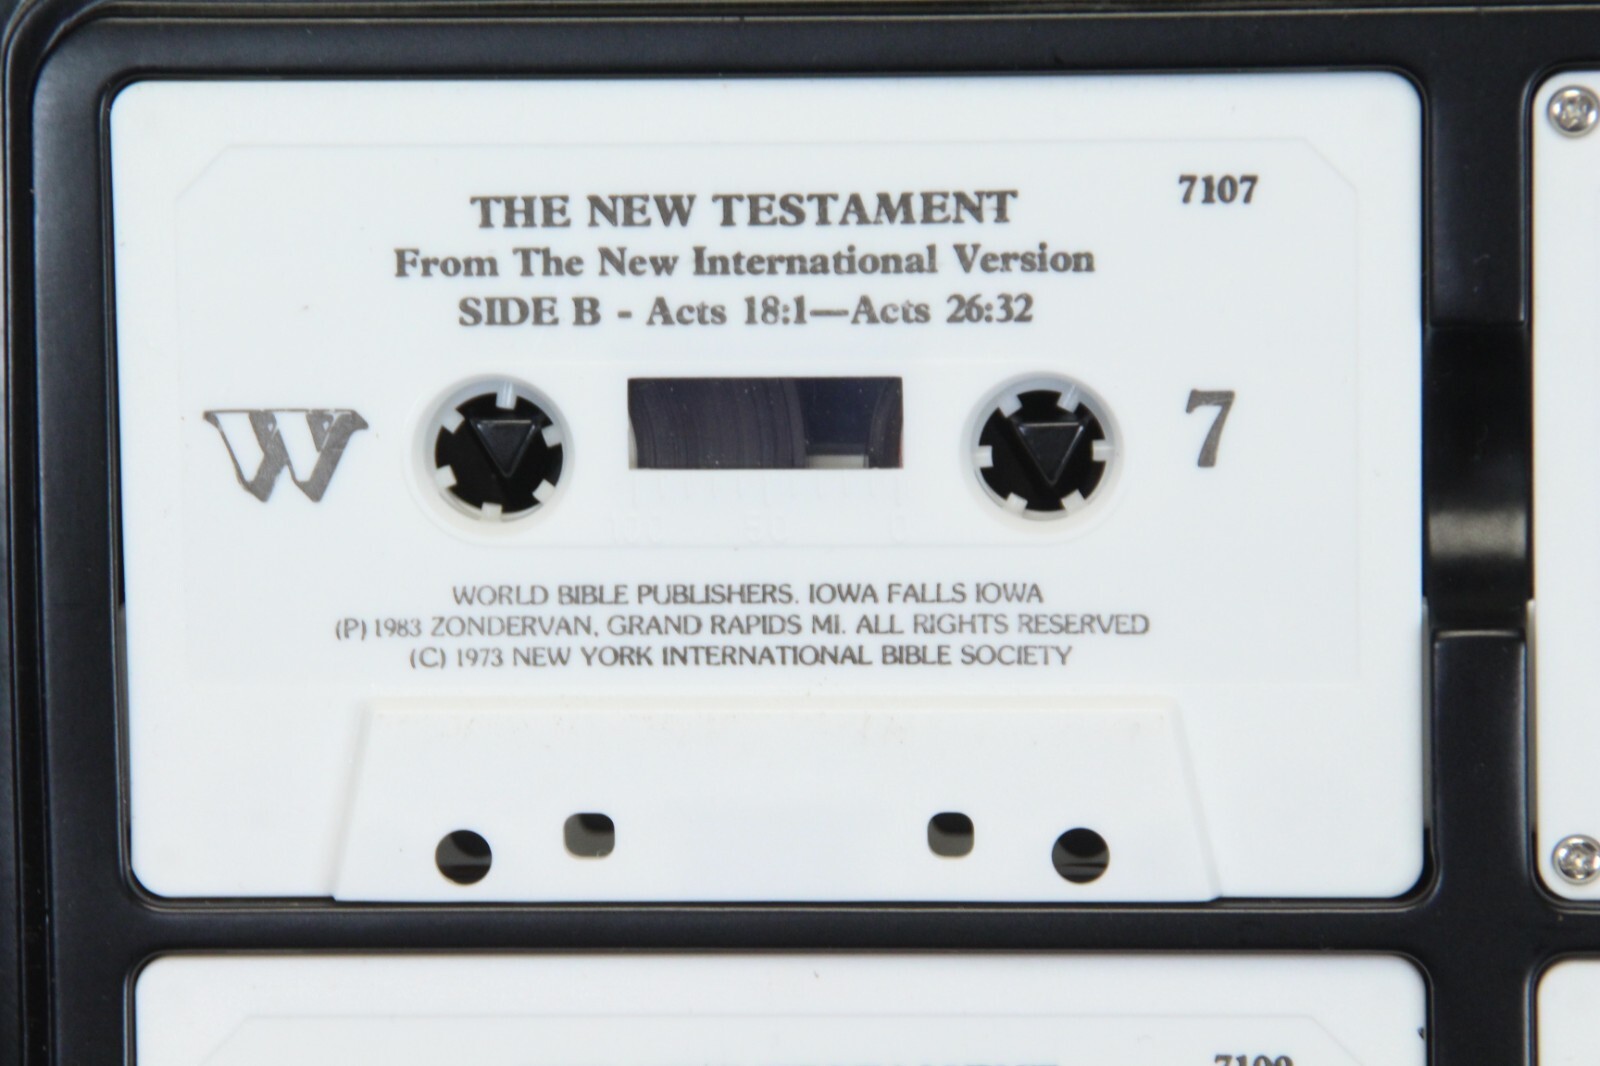 7107
THE NEW TESTAMENT
From The New International Version
SIDE B - Acts 18:1—Acts 26:32
W
7
WORLD BIBLE PUBLISHERS. IOWA FALLS IOWA
(P) 1983 ZONDERVAN, GRAND RAPIDS MI. ALL RIGHTS RESERVED
(C) 1973 NEW YORK INTERNATIONAL BIBLE SOCIETY